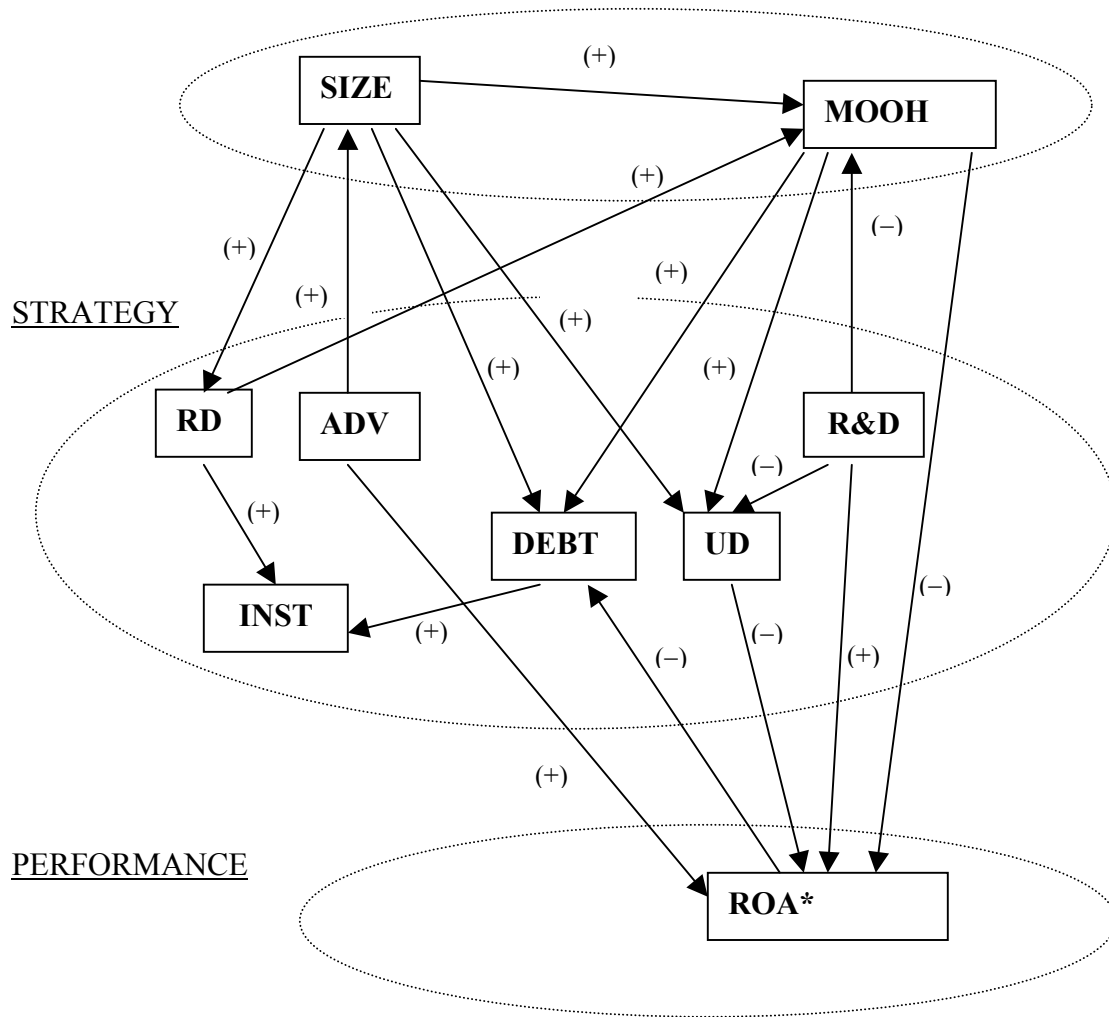 (+)
SIZE
MOOH
(+)
(–)
(+)
(+)
(+)
STRATEGY
(+)
(+)
(+)
RD
ADV
R&D
(–)
(+)
DEBT
UD
INST
(–)
(+)
(–)
(–)
(+)
(+)
PERFORMANCE
ROA*